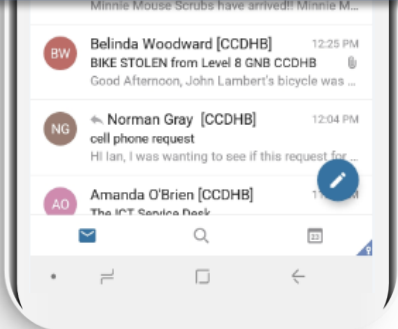 Minnie Mouse Scrubs have arrived!! Minnie M...
BW
Belinda Woodward [CCDHB]
12:25 PM
BIKE STOLEN from Level 8 GNB CCDHB
Good Afternoon, John Lambert's bicycle was ...
NG
Norman Gray [CCDHB]
12:04 PM
cell phone request
Hi Ian, I was wanting to see if this request for ...
AO
Amanda O'Brien [CCDHB]
The ICT Service Desk